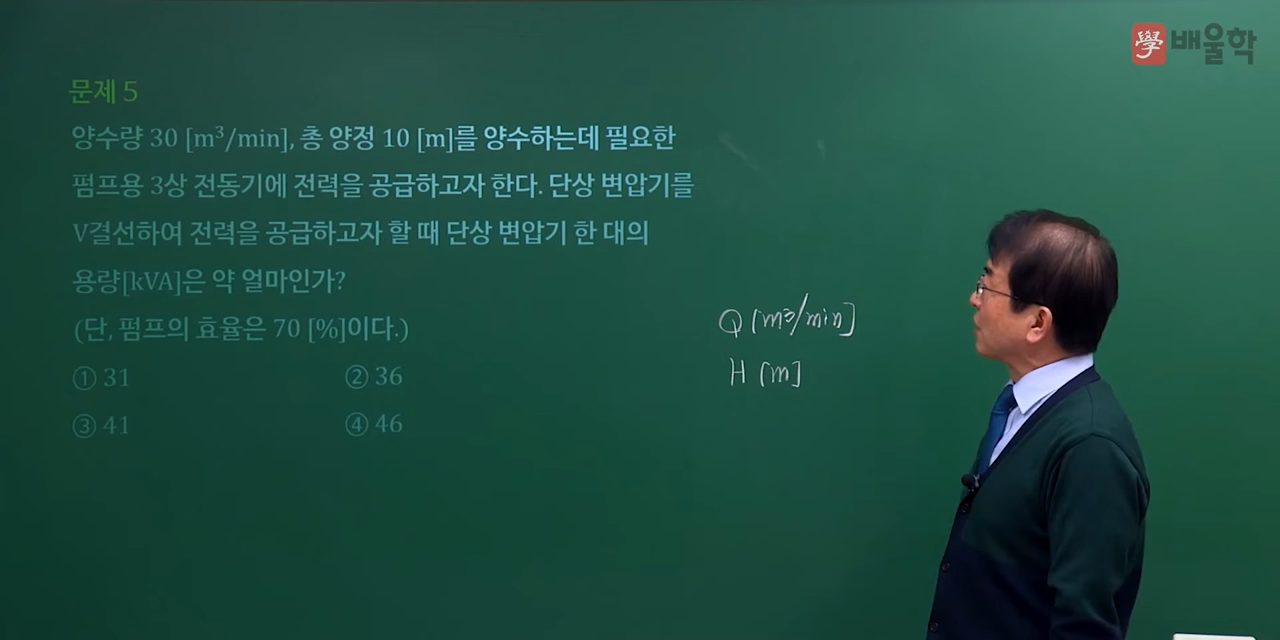 學 배울학
문제 5
양수량 30 [m³/min], 총 양정 10 [m]를 양수하는데 필요한
펌프용 3상 전동기에 전력을 공급하고자 한다. 단상 변압기를
V결선하여 전력을 공급하고자 할 때 단상 변압기 한 대의
용량[kVA]은 약 얼마인가?
(단, 펌프의 효율은 70 [%]이다.)
① 31 ② 36
③ 41 ④ 46
Q [m³/min]
H [m]